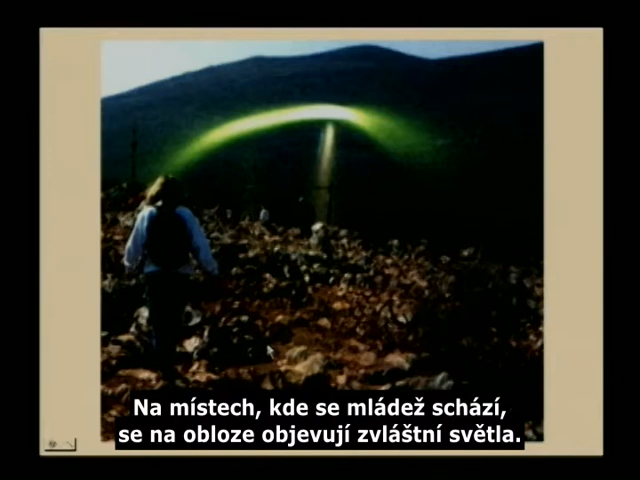 Na místech, kde se mládež schází,
se na obloze objevují zvláštní světla.